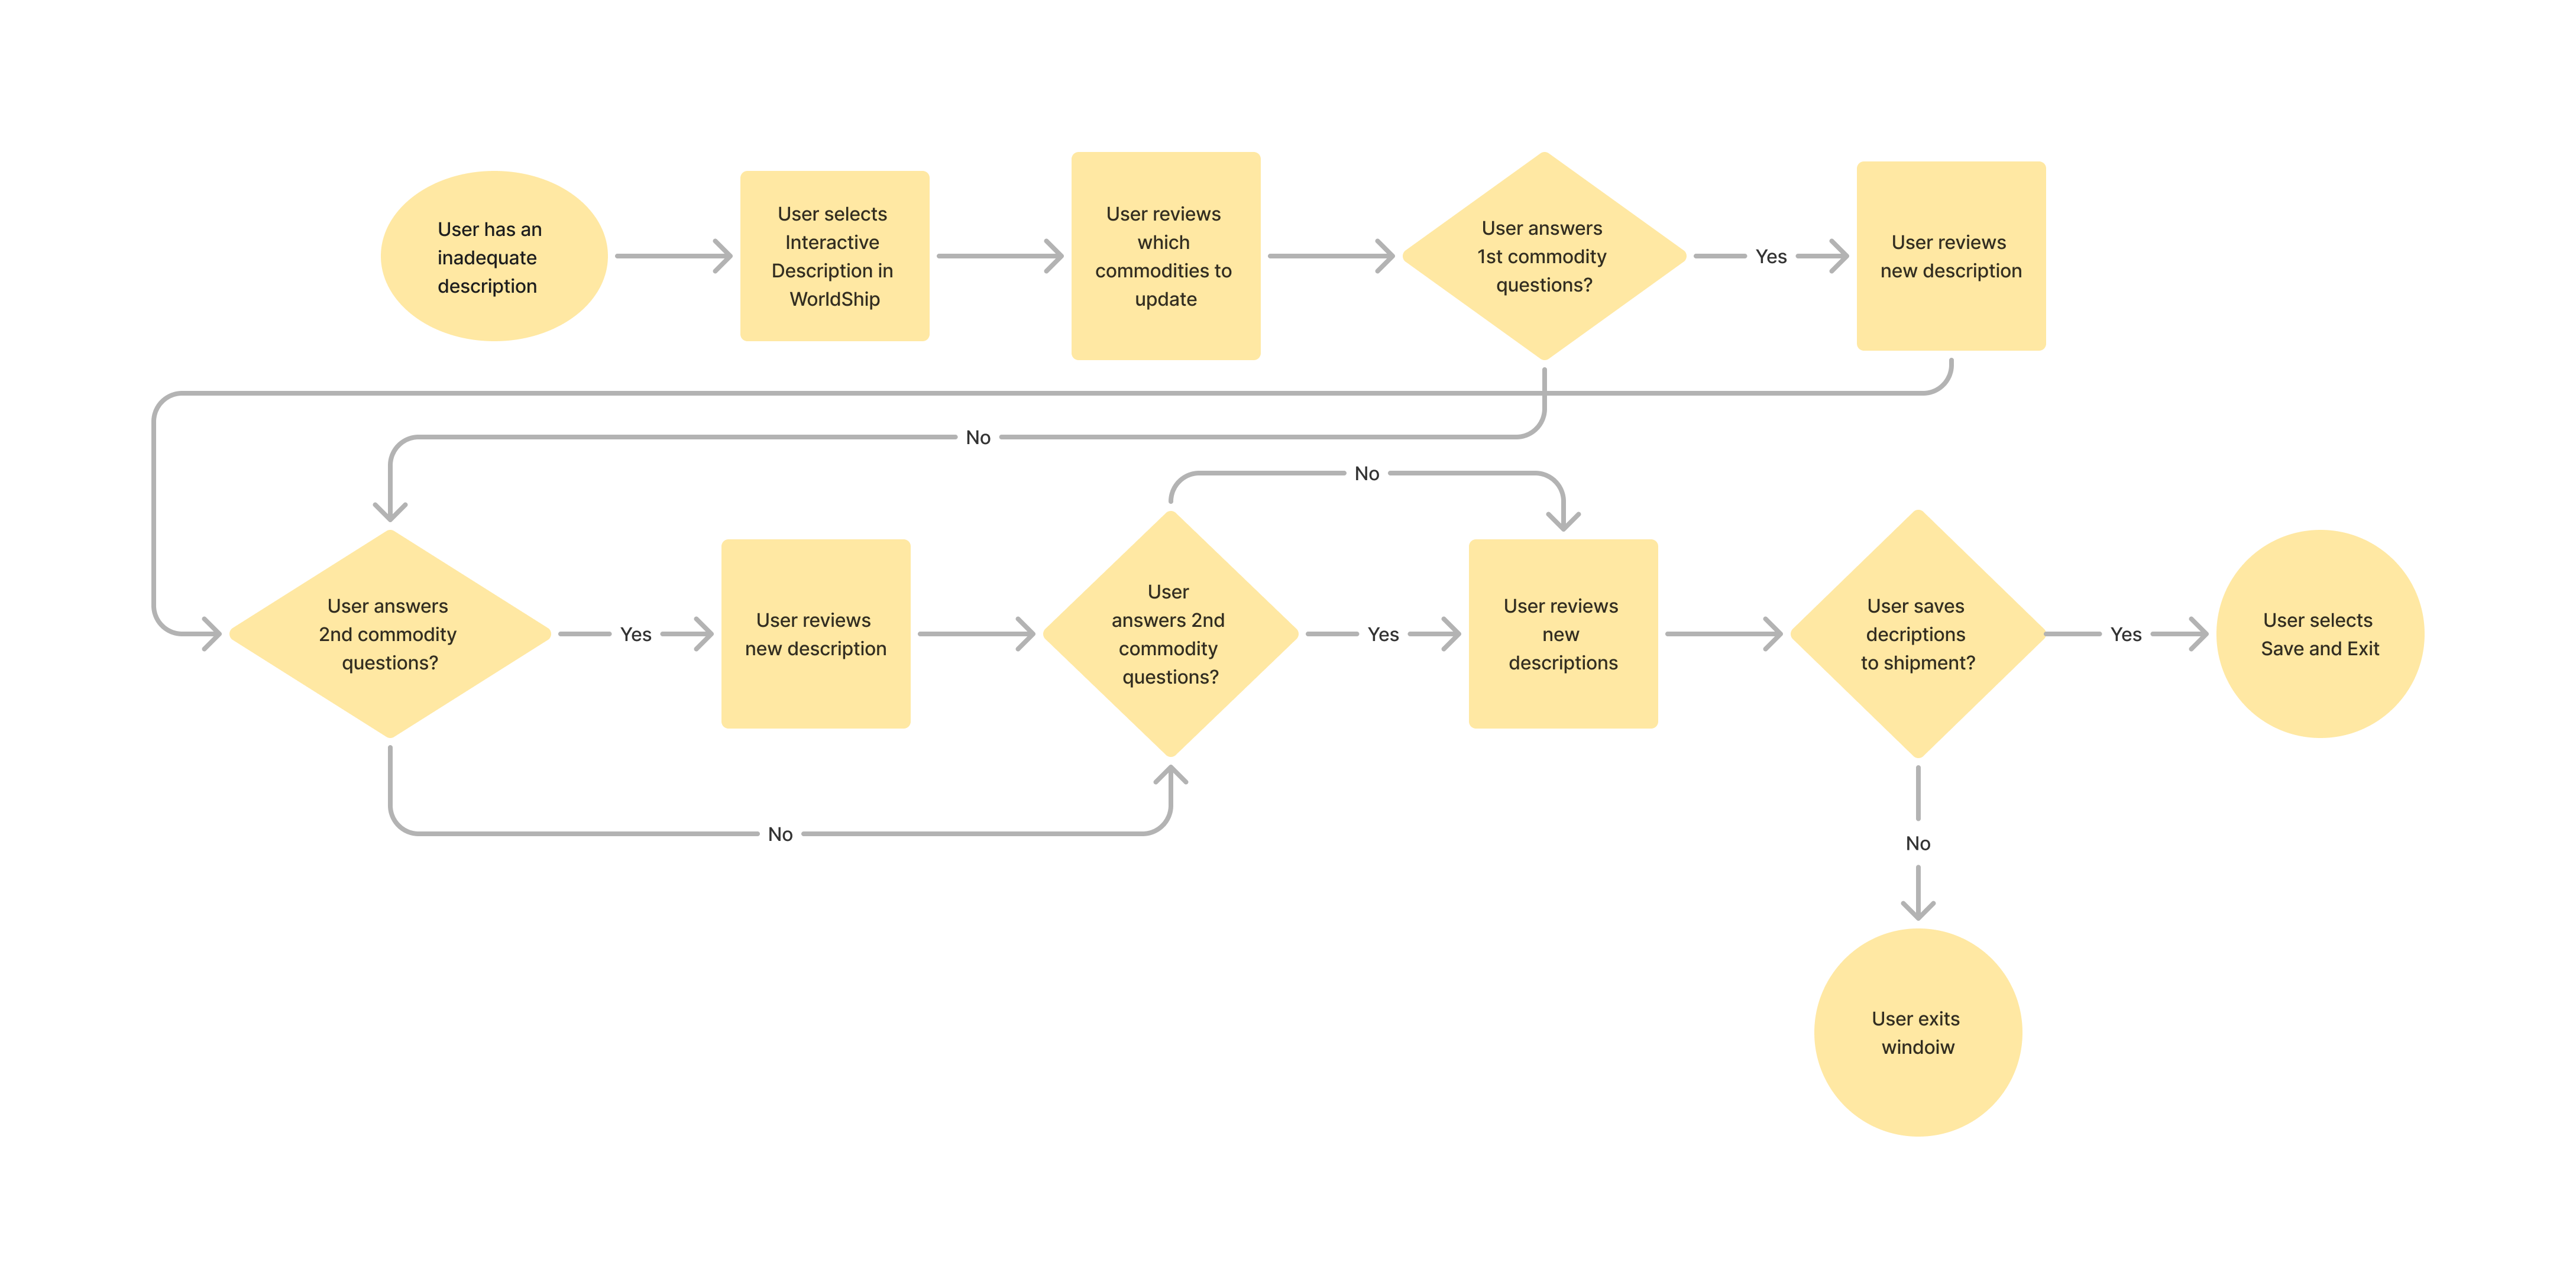 User has an
inadequate
description
User selects
Interactive
Description in
WorldShip
User reviews
which
commodities to
update
User answers
1st commodity
questions?
Yes
User reviews
new description
No
No
User answers
2nd commodity
questions?
Yes
User reviews
new description
User
answers 2nd
commodity
questions?
Yes
User reviews
new
descriptions
User saves
decriptions
to shipment?
Yes
User selects
Save and Exit
No
No
User exits
windoiw